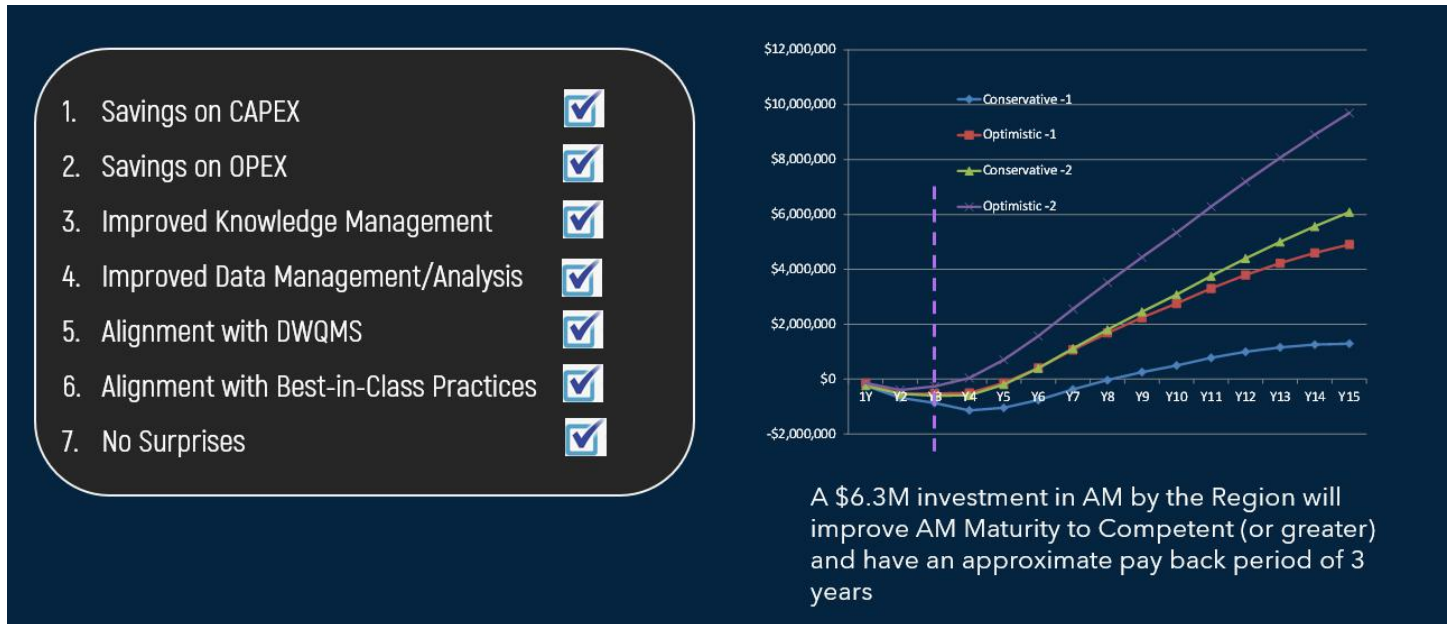 1. Savings on CAPEX
2. Savings on OPEX
3. Improved Knowledge Management
4. Improved Data Management/Analysis
5. Alignment with DWQMS
6. Alignment with Best-in-Class Practices
7. No Surprises
$12,000,000
$10,000,000
$8,000,000
$6,000,000
$4,000,000
$2,000,000
$0
-$2,000,000
Conservative -1
Optimistic -1
Conservative -2
Optimistic -2
1Y Y2 Y3 Y4 Y5 Y6 Y7 Y8 Y9 Y10 Y11 Y12 Y13 Y14 Y15
A $6.3M investment in AM by the Region will
improve AM Maturity to Competent (or greater)
and have an approximate pay back period of 3
years